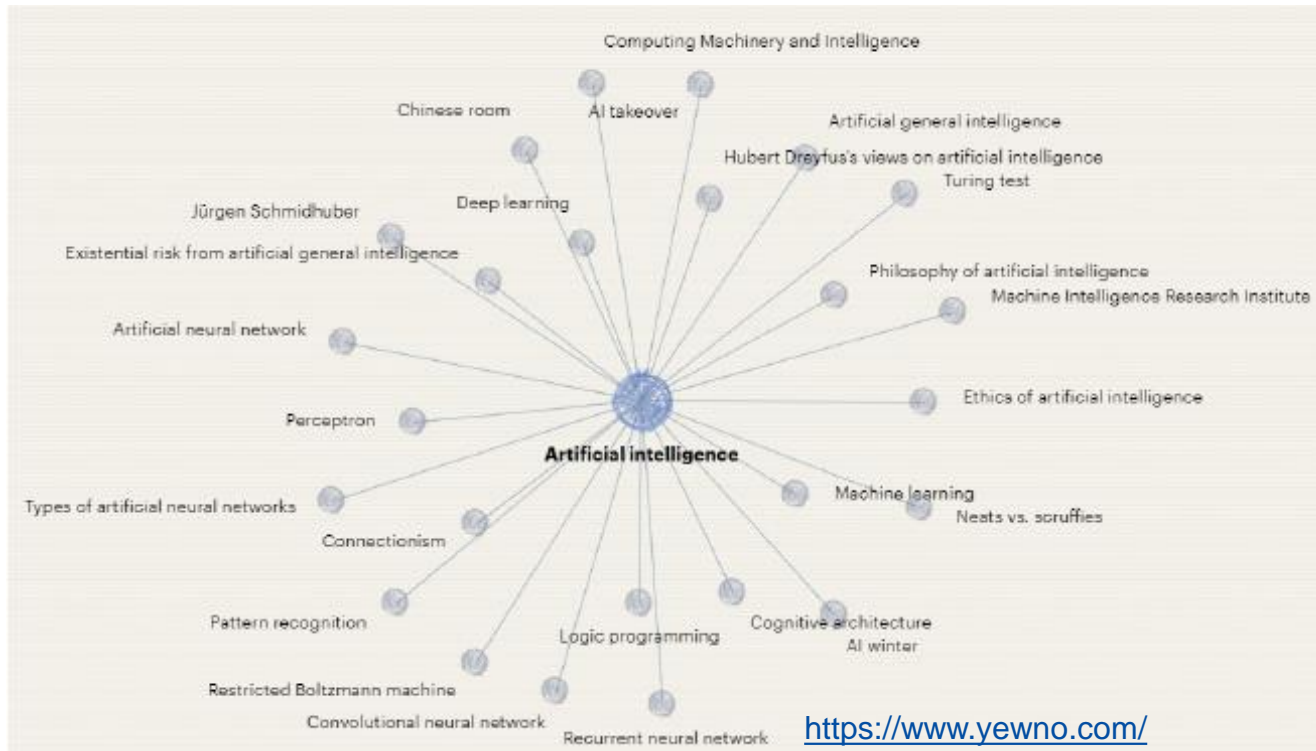 Computing Machinery and Intelligence
Chinese room
AI takeover
Artificial general intelligence
Hubert Dreyfus's views on artificial intelligence
Turing test
Deep learning
Jürgen Schmidhuber
Existential risk from artificial general intelligence
Philosophy of artificial intelligence
Machine Intelligence Research Institute
Artificial neural network
Ethics of artificial intelligence
Perceptron
Artificial intelligence
Machine learning
Types of artificial neural networks
Neats vs. scruffies
Connectionism
Pattern recognition
Logic programming
Cognitive architecture
AI winter
Restricted Boltzmann machine
Convolutional neural network
Recurrent neural network
https://www.yewno.com/